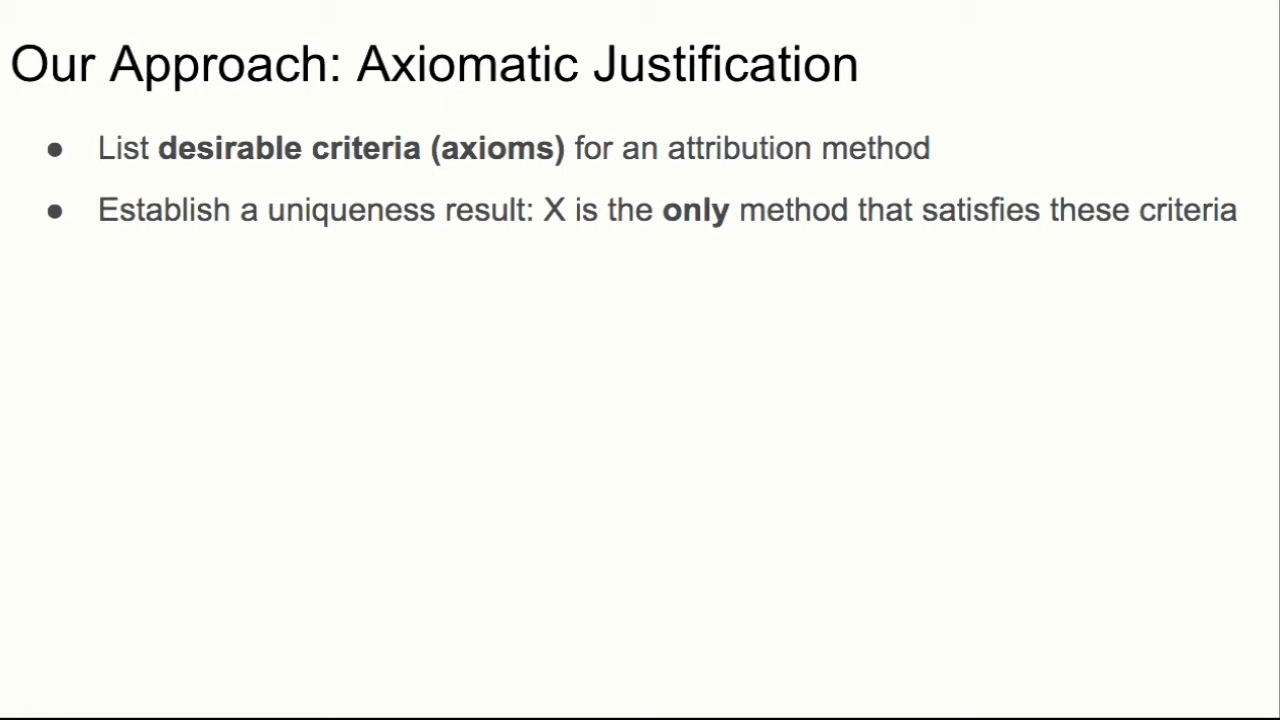 Our Approach: Axiomatic Justification
● List desirable criteria (axioms) for an attribution method
● Establish a uniqueness result: X is the only method that satisfies these criteria